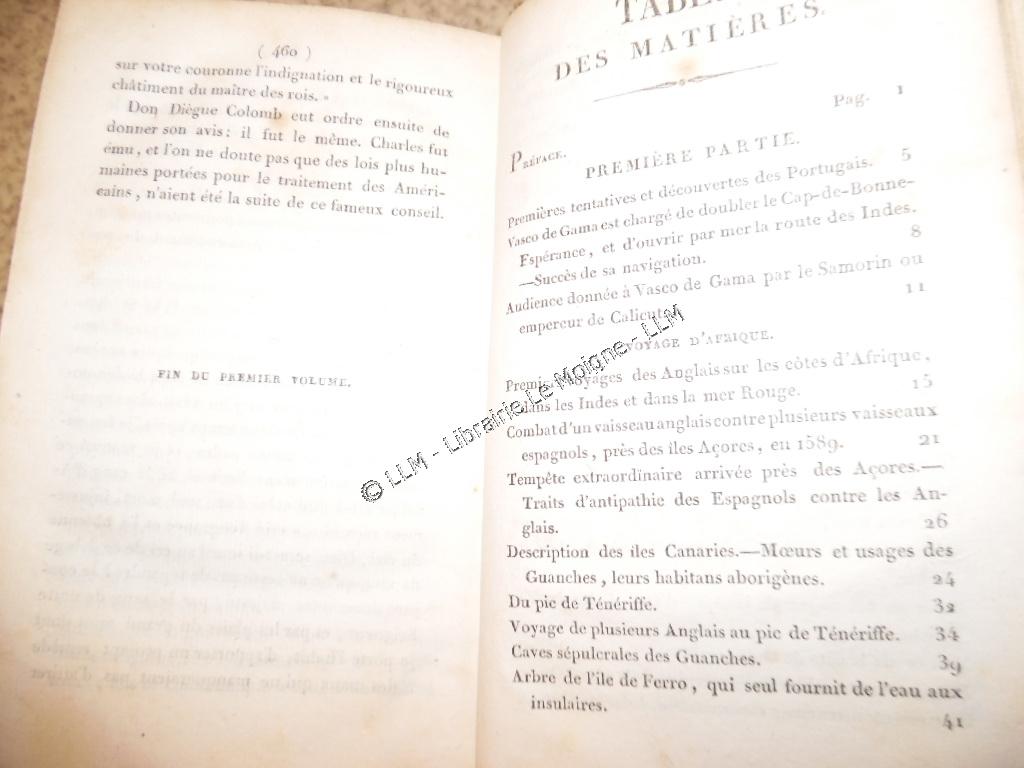 ( 460 )
sur votre couronne l'indignation et le rigoureux
châtiment du maître des rois. »
Don Diègue Colomb eut ordre ensuite de
donner son avis : il fut le même. Charles fut
ému, et l'on ne doute pas que des lois plus hu-
maines portées pour le traitement des Améri-
cains, n'aient été la suite de ce fameux conseil.
FIN DU PREMIER VOLUME.
DES MATIÈRES.
Pag. 1
PRÉFACE.
PREMIÈRE PARTIE.
Premières tentatives et découvertes des Portugais. 5
Vasco de Gama est chargé de doubler le Cap-de-Bonne-
Espérance, et d'ouvrir par mer la route des Indes.
—Succès de sa navigation. 8
Audience donnée à Vasco de Gama par le Samorin ou
empereur de Calicut. 11
VOYAGE D'AFRIQUE.
Premiers voyages des Anglais sur les côtes d'Afrique,
dans les Indes et dans la mer Rouge. 15
Combat d'un vaisseau anglais contre plusieurs vaisseaux
espagnols, près des îles Açores, en 1589. 21
Tempête extraordinaire arrivée près des Açores.—
Traits d'antipathie des Espagnols contre les An-
glais. 26
Description des îles Canaries.—Mœurs et usages des
Guanches, leurs habitans aborigènes. 24
Du pic de Ténériffe. 32
Voyage de plusieurs Anglais au pic de Ténériffe. 34
Caves sépulcrales des Guanches. 39
Arbre de l'île de Ferro, qui seul fournit de l'eau aux
insulaires. 41
© LLM - Librairie Le Moigne - LLM